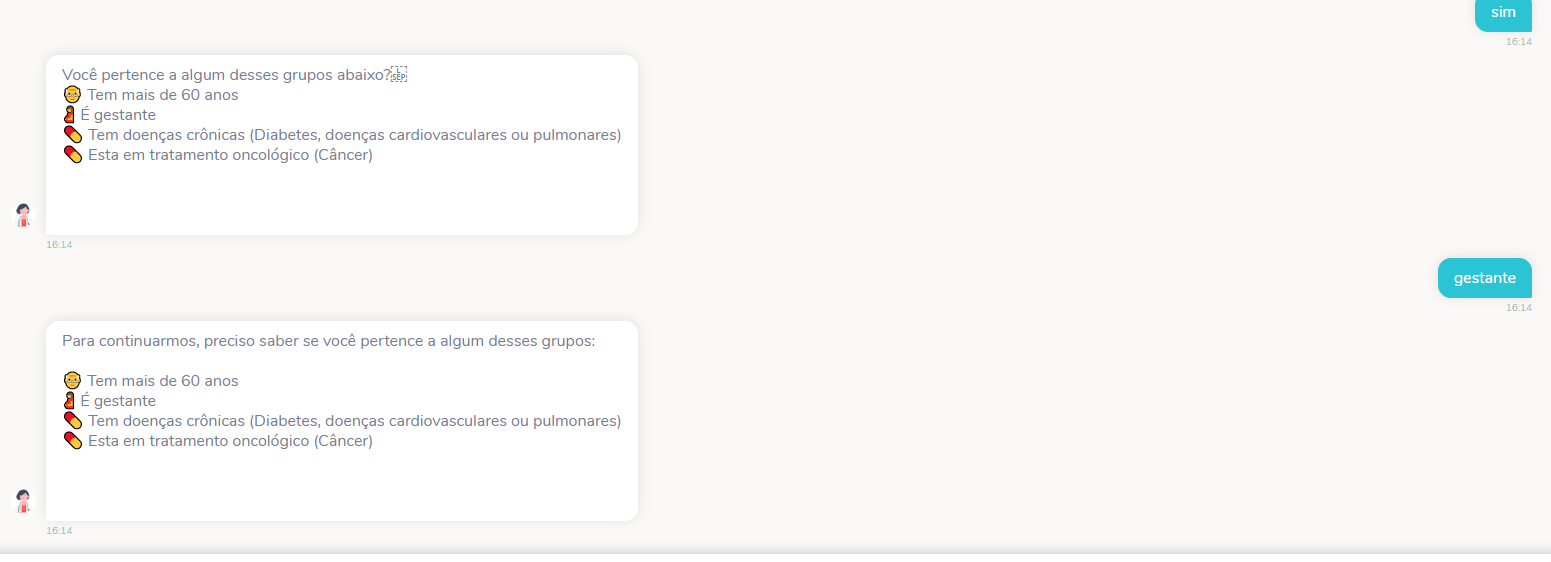 sim
16:14
Você pertence a algum desses grupos abaixo?
Tem mais de 60 anos
É gestante
Tem doenças crônicas (Diabetes, doenças cardiovasculares ou pulmonares)
Esta em tratamento oncológico (Câncer)
16:14
gestante
16:14
Para continuarmos, preciso saber se você pertence a algum desses grupos:
Tem mais de 60 anos
É gestante
Tem doenças crônicas (Diabetes, doenças cardiovasculares ou pulmonares)
Esta em tratamento oncológico (Câncer)
16:14